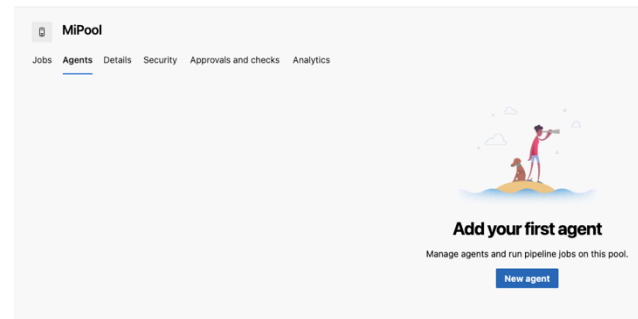 MiPool
Jobs Agents Details Security Approvals and checks Analytics
Add your first agent
Manage agents and run pipeline jobs on this pool.
New agent